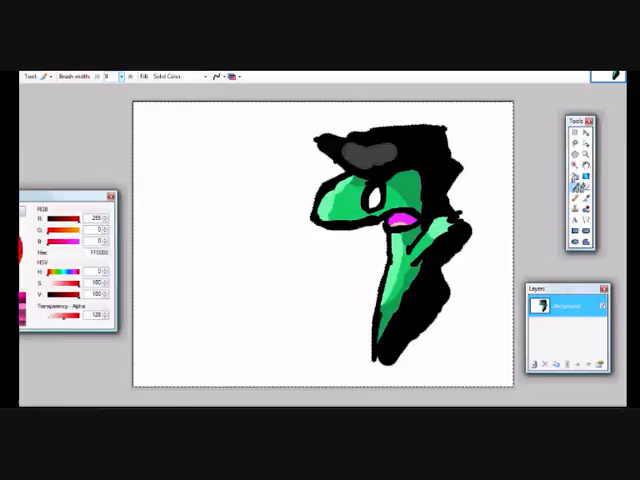 Tool: Brush width: 9 Fill: Solid Color
Tools
RGB
R: 255
G: 0
B: 0
Hex: FF0000
HSV
H: 0
S: 100
V: 100
Transparency - Alpha
128
Layers
Background